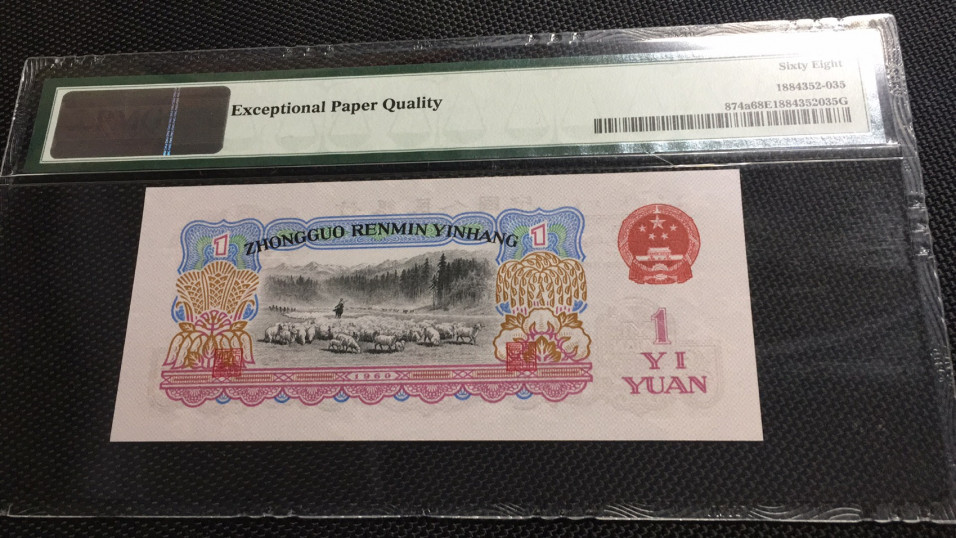 Sixty Eight
Exceptional Paper Quality
1884352-035
874a68E1884352035G
1
ZHONGGUO RENMIN YINHANG
1
1
YI
YUAN
1960